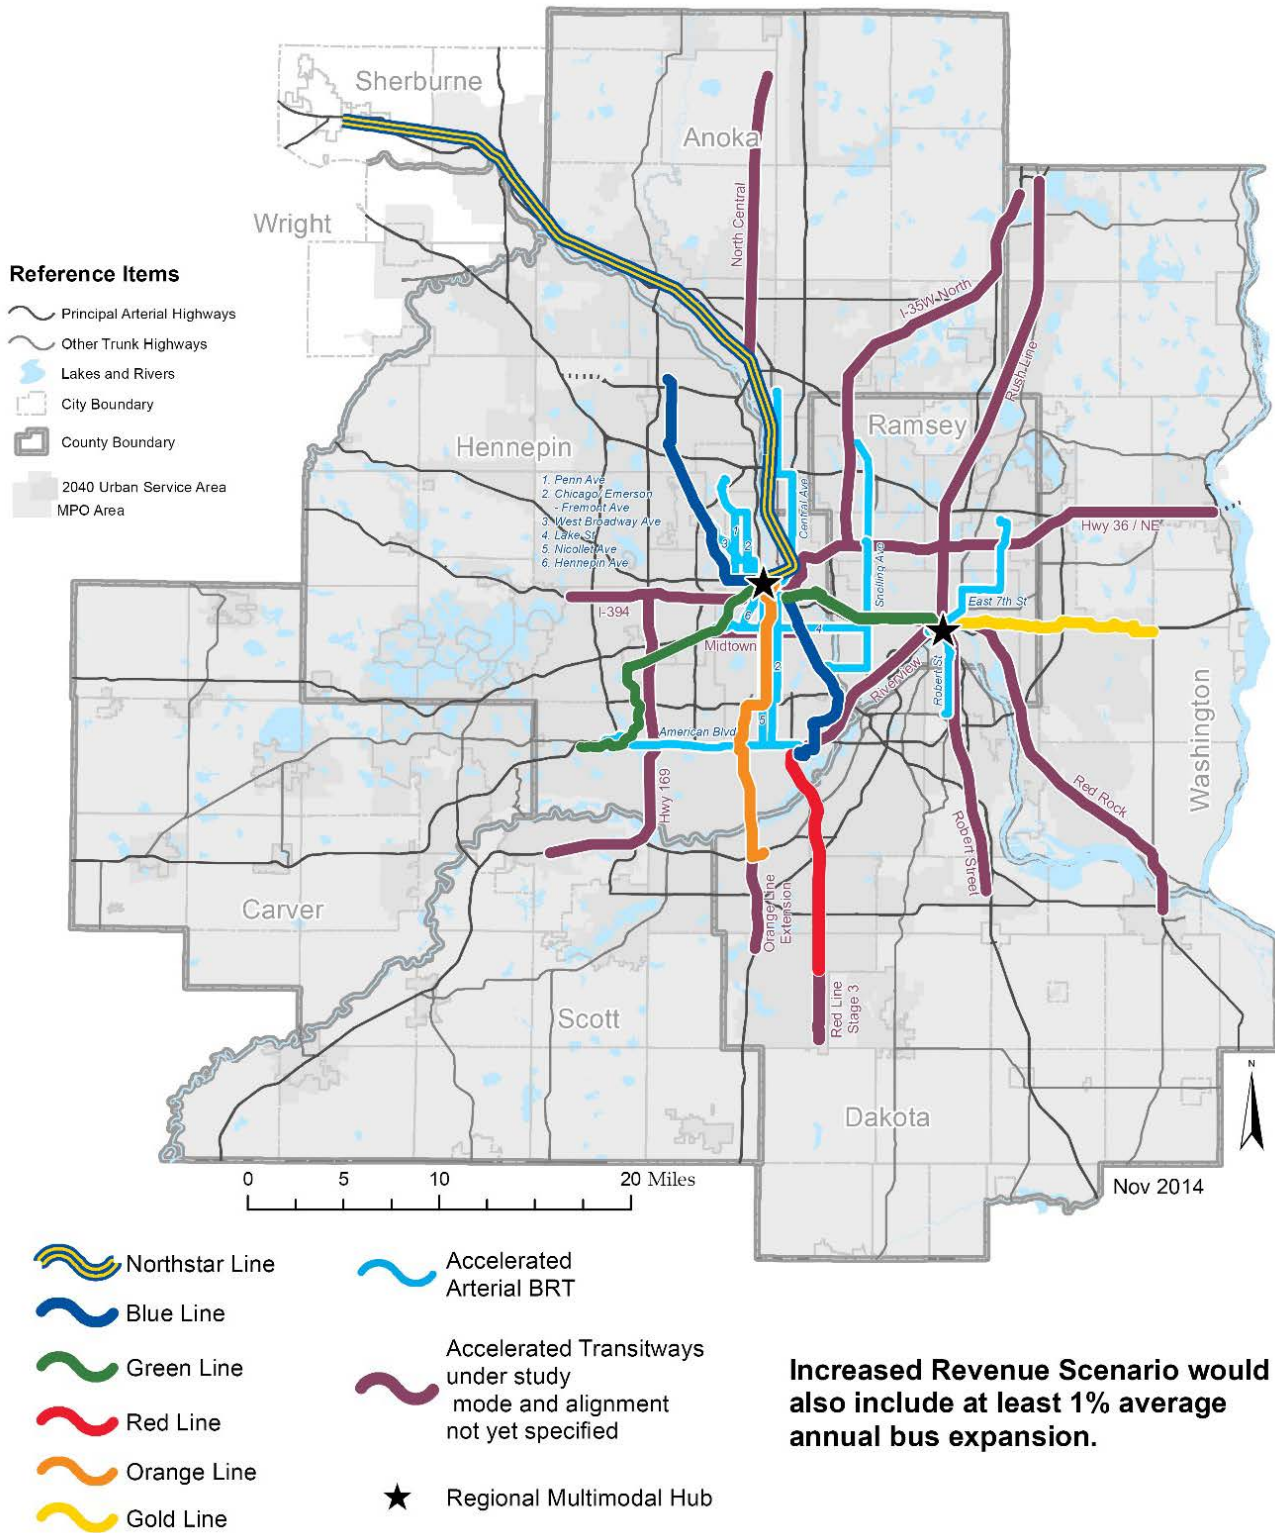 Sherburne
Anoka
Wright
North Central
I-35W North
Rush Line
Reference Items
Principal Arterial Highways
Other Trunk Highways
Lakes and Rivers
City Boundary
County Boundary
2040 Urban Service Area
MPO Area
Hennepin
Ramsey
1. Penn Ave
2. Chicago/Emerson
- Fremont Ave
3. West Broadway Ave
4. Lake St
5. Nicollet Ave
6. Hennepin Ave
Central Ave
Snelling Ave
Hwy 36 / NE
1
2
3
I-394
6
4
Midtown
2
East 7th St
Riverview
Robert St
American Blvd
5
Hwy 169
Washington
Red Rock
Robert Street
Orange Line
Extension
Red Line
Stage 3
Carver
Scott
Dakota
N
0 5 10 20 Miles
Nov 2014
Northstar Line
Blue Line
Green Line
Red Line
Orange Line
Gold Line
Accelerated
Arterial BRT
Accelerated Transitways
under study
mode and alignment
not yet specified
Regional Multimodal Hub
Increased Revenue Scenario would
also include at least 1% average
annual bus expansion.